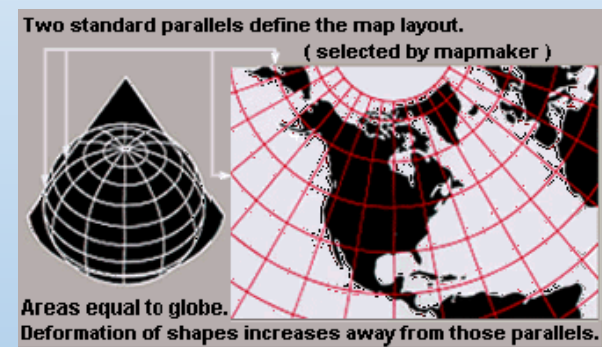 Two standard parallels define the map layout.
( selected by mapmaker )
Areas equal to globe.
Deformation of shapes increases away from those parallels.